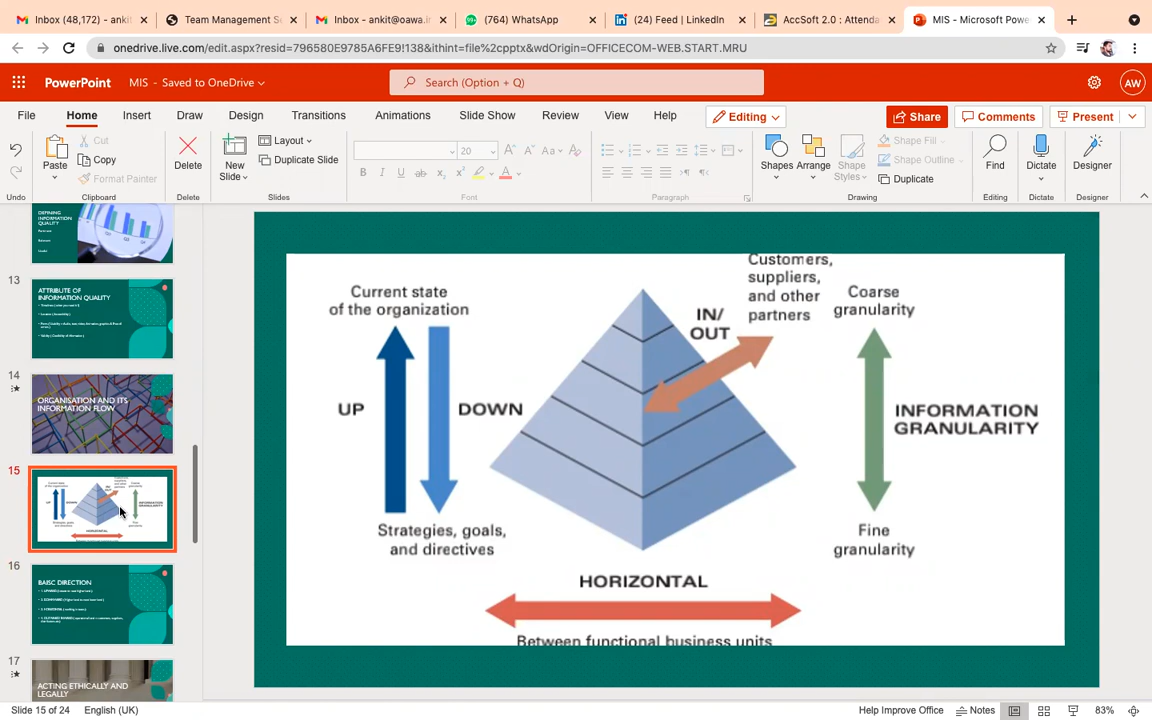 Inbox (48,172) - ankit
Team Management S
Inbox - ankit@oawa.i
(764) WhatsApp
(24) Feed | LinkedIn
AccSoft 2.0 ; Attenda
MIS - Microsoft Powe
onedrive.live.com/edit.aspx?resid=796580E9785A6FE9!138&ithint=file%2cpptx&wdOrigin=OFFICECOM-WEB.START.MRU
PowerPoint
MIS - Saved to OneDrive
Search (Option + Q)
AW
File
Home
Insert
Draw
Design
Transitions
Animations
Slide Show
Review
View
Help
Editing
Share
Comments
Present
Paste
Cut
Copy
Format Painter
Delete
New
Slide
Layout
Duplicate Slide
20
Shapes
Arrange
Shape
Styles
Shape Fill
Shape Outline
Duplicate
Find
Dictate
Designer
Undo
Clipboard
Delete
Slides
Font
Paragraph
Drawing
Editing
Dictate
Designer
DEFINING
INFORMATION
QUALITY
13
ATTRIBUTE OF
INFORMATION QUALITY
14
ORGANISATION AND ITS
INFORMATION FLOW
15
16
BAISC DIRECTION
17
ACTING ETHICALLY AND
LEGALLY
Current state
of the organization
UP
DOWN
Strategies, goals,
and directives
IN/
OUT
Customers,
suppliers,
and other
partners
Coarse
granularity
INFORMATION
GRANULARITY
Fine
granularity
HORIZONTAL
Between functional business units
Slide 15 of 24
English (UK)
Help Improve Office
Notes
83%